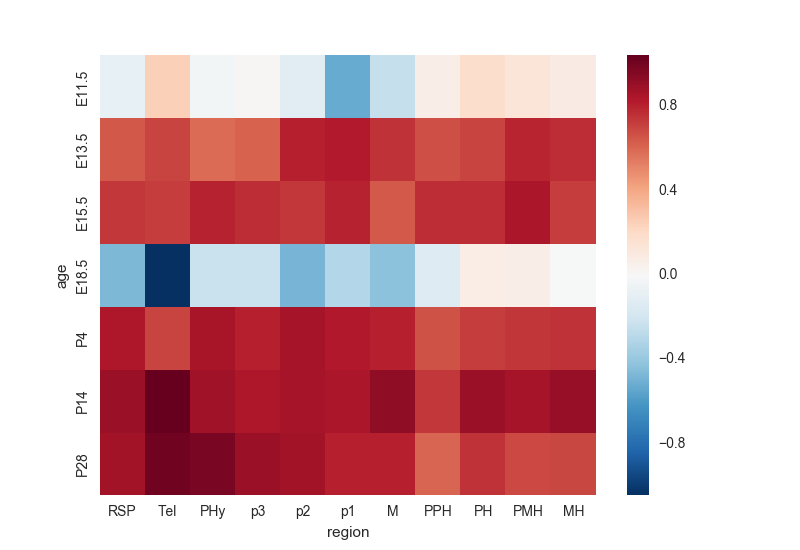 E11.5
E13.5
E15.5
E18.5
P4
P14
P28
age
RSP Tel PHy p3 p2 p1 M PPH PH PMH MH
region
0.8
0.4
0.0
−0.4
−0.8